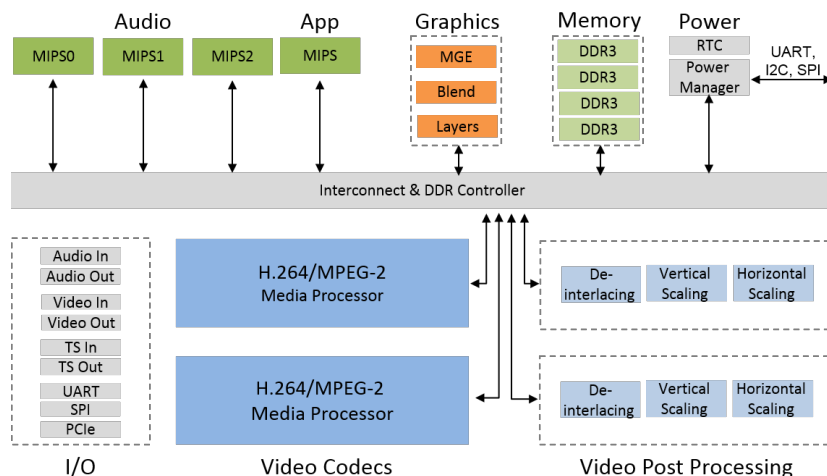 Audio
App
Graphics
Memory
Power
MIPS0
MIPS1
MIPS2
MIPS
MGE
Blend
Layers
DDR3
DDR3
DDR3
DDR3
RTC
Power
Manager
UART,
I2C, SPI
Interconnect & DDR Controller
Audio In
Audio Out
Video In
Video Out
TS In
TS Out
UART
SPI
PCIe
H.264/MPEG-2
Media Processor
H.264/MPEG-2
Media Processor
De-
interlacing
Vertical
Scaling
Horizontal
Scaling
De-
interlacing
Vertical
Scaling
Horizontal
Scaling
I/O
Video Codecs
Video Post Processing